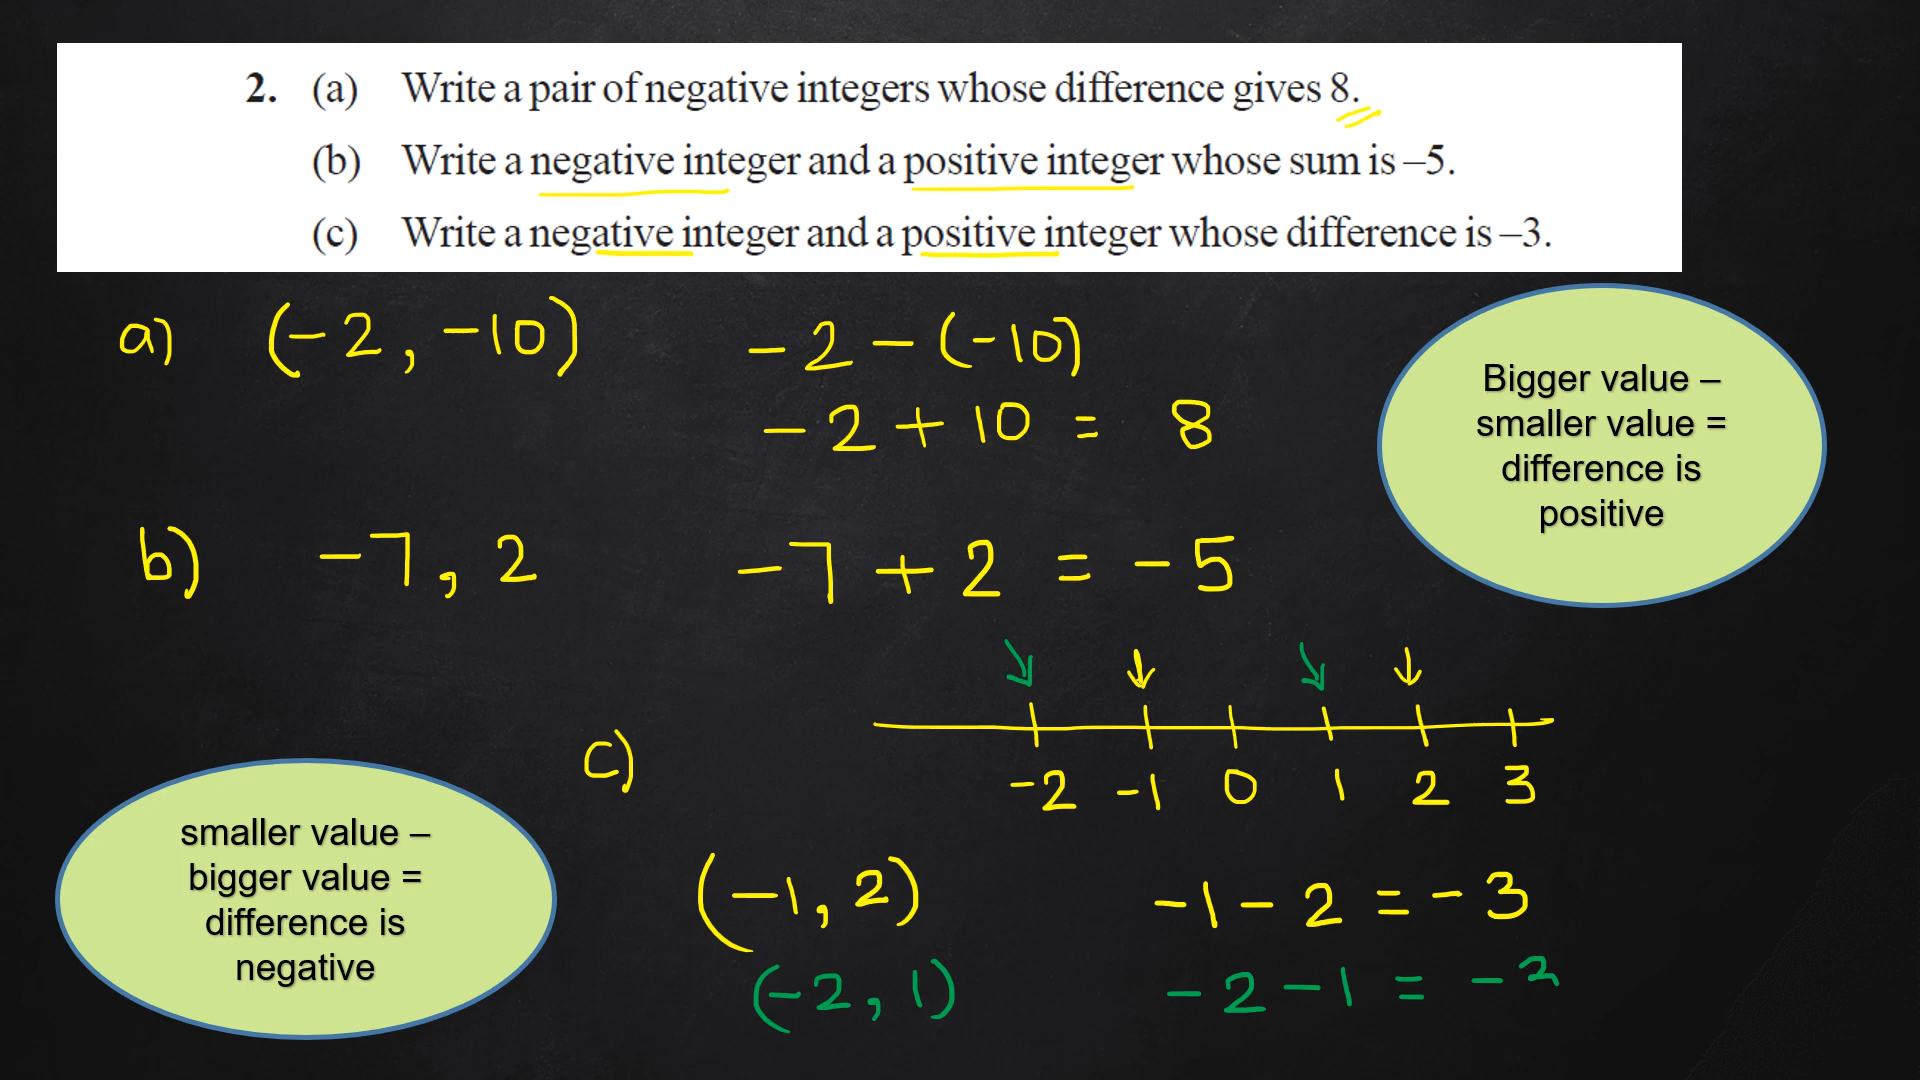 2. (a) Write a pair of negative integers whose difference gives 8.
(b) Write a negative integer and a positive integer whose sum is –5.
(c) Write a negative integer and a positive integer whose difference is –3.
a) (-2, -10) -2-(-10)
-2+10 = 8
Bigger value –
smaller value =
difference is
positive
b) -7, 2 -7+2 = -5
c)
-2 -1 0 1 2 3
smaller value –
bigger value =
difference is
negative
(-1, 2) -1-2 = -3
(-2, 1) -2-1 = -